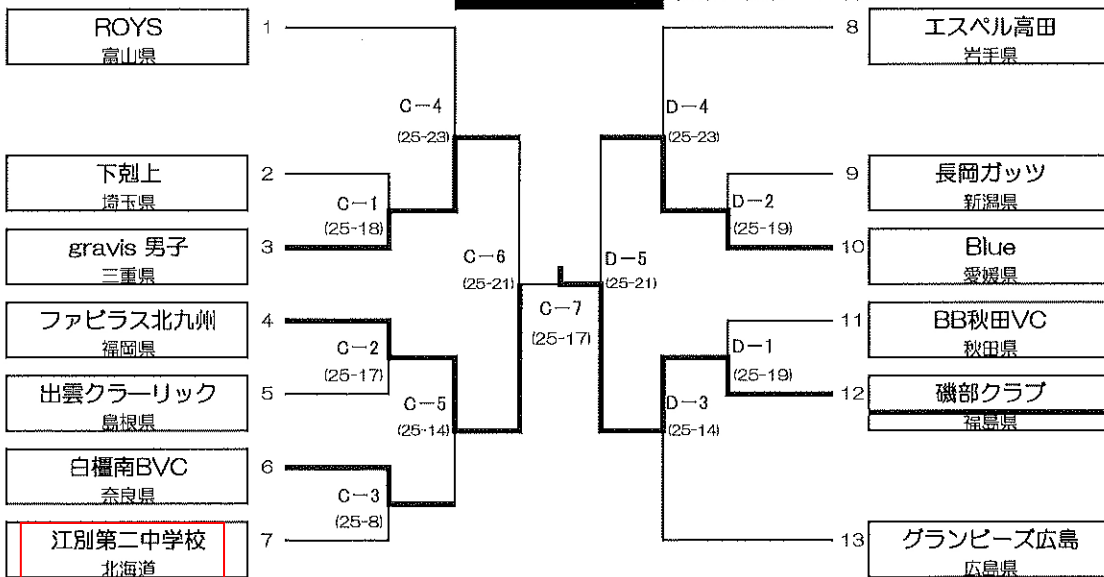 ROYS
富山県
1
下剋上
埼玉県
2
gravis 男子
三重県
3
ファビラス北九州
福岡県
4
出雲クラーリック
島根県
5
白橿南BVC
奈良県
6
江別第二中学校
北海道
7
C-4
(25-23)
C-1
(25-18)
C-6
(25-21)
C-2
(25-17)
C-5
(25-14)
C-3
(25-8)
C-7
(25-17)
D-4
(25-23)
D-2
(25-19)
D-5
(25-21)
D-1
(25-19)
D-3
(25-14)
8
エスペル高田
岩手県
9
長岡ガッツ
新潟県
10
Blue
愛媛県
11
BB秋田VC
秋田県
12
磯部クラブ
福島県
13
グランピーズ広島
広島県